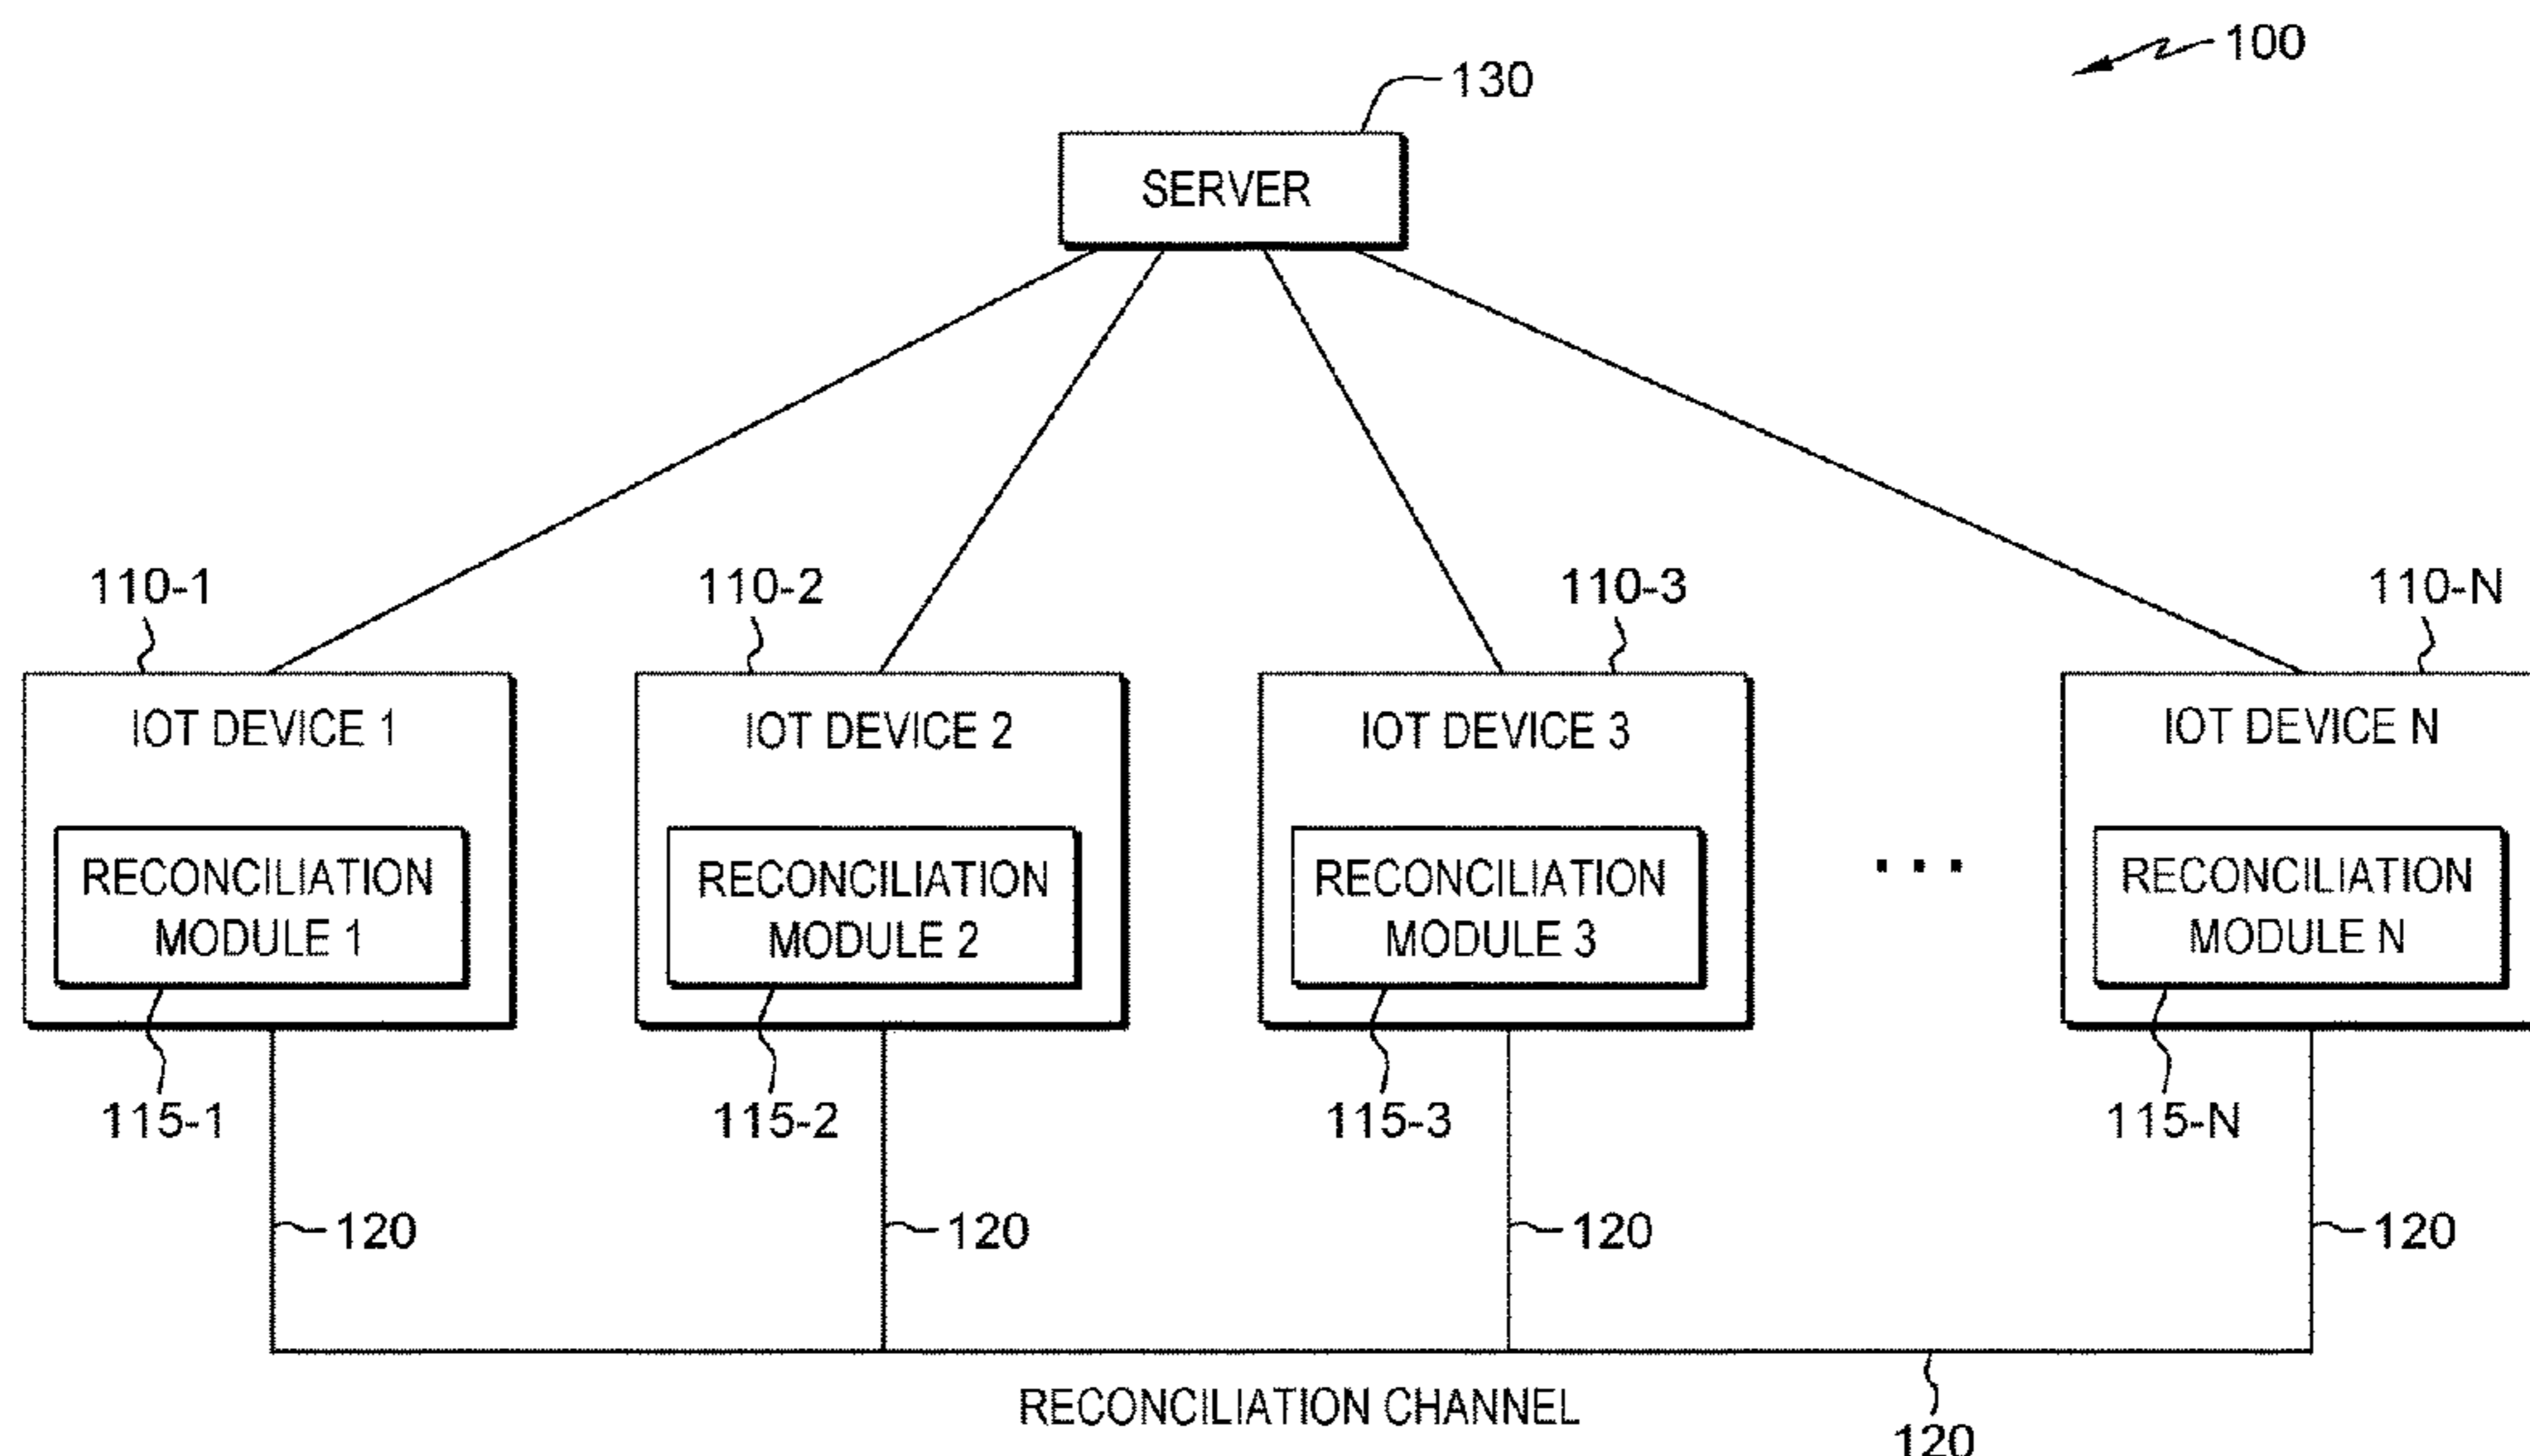 100
130
SERVER
110-1
110-2
110-3
110-N
IOT DEVICE 1
IOT DEVICE 2
IOT DEVICE 3
IOT DEVICE N
RECONCILIATION
MODULE 1
RECONCILIATION
MODULE 2
RECONCILIATION
MODULE 3
...
RECONCILIATION
MODULE N
115-1
115-2
115-3
115-N
120
120
120
120
RECONCILIATION CHANNEL
120